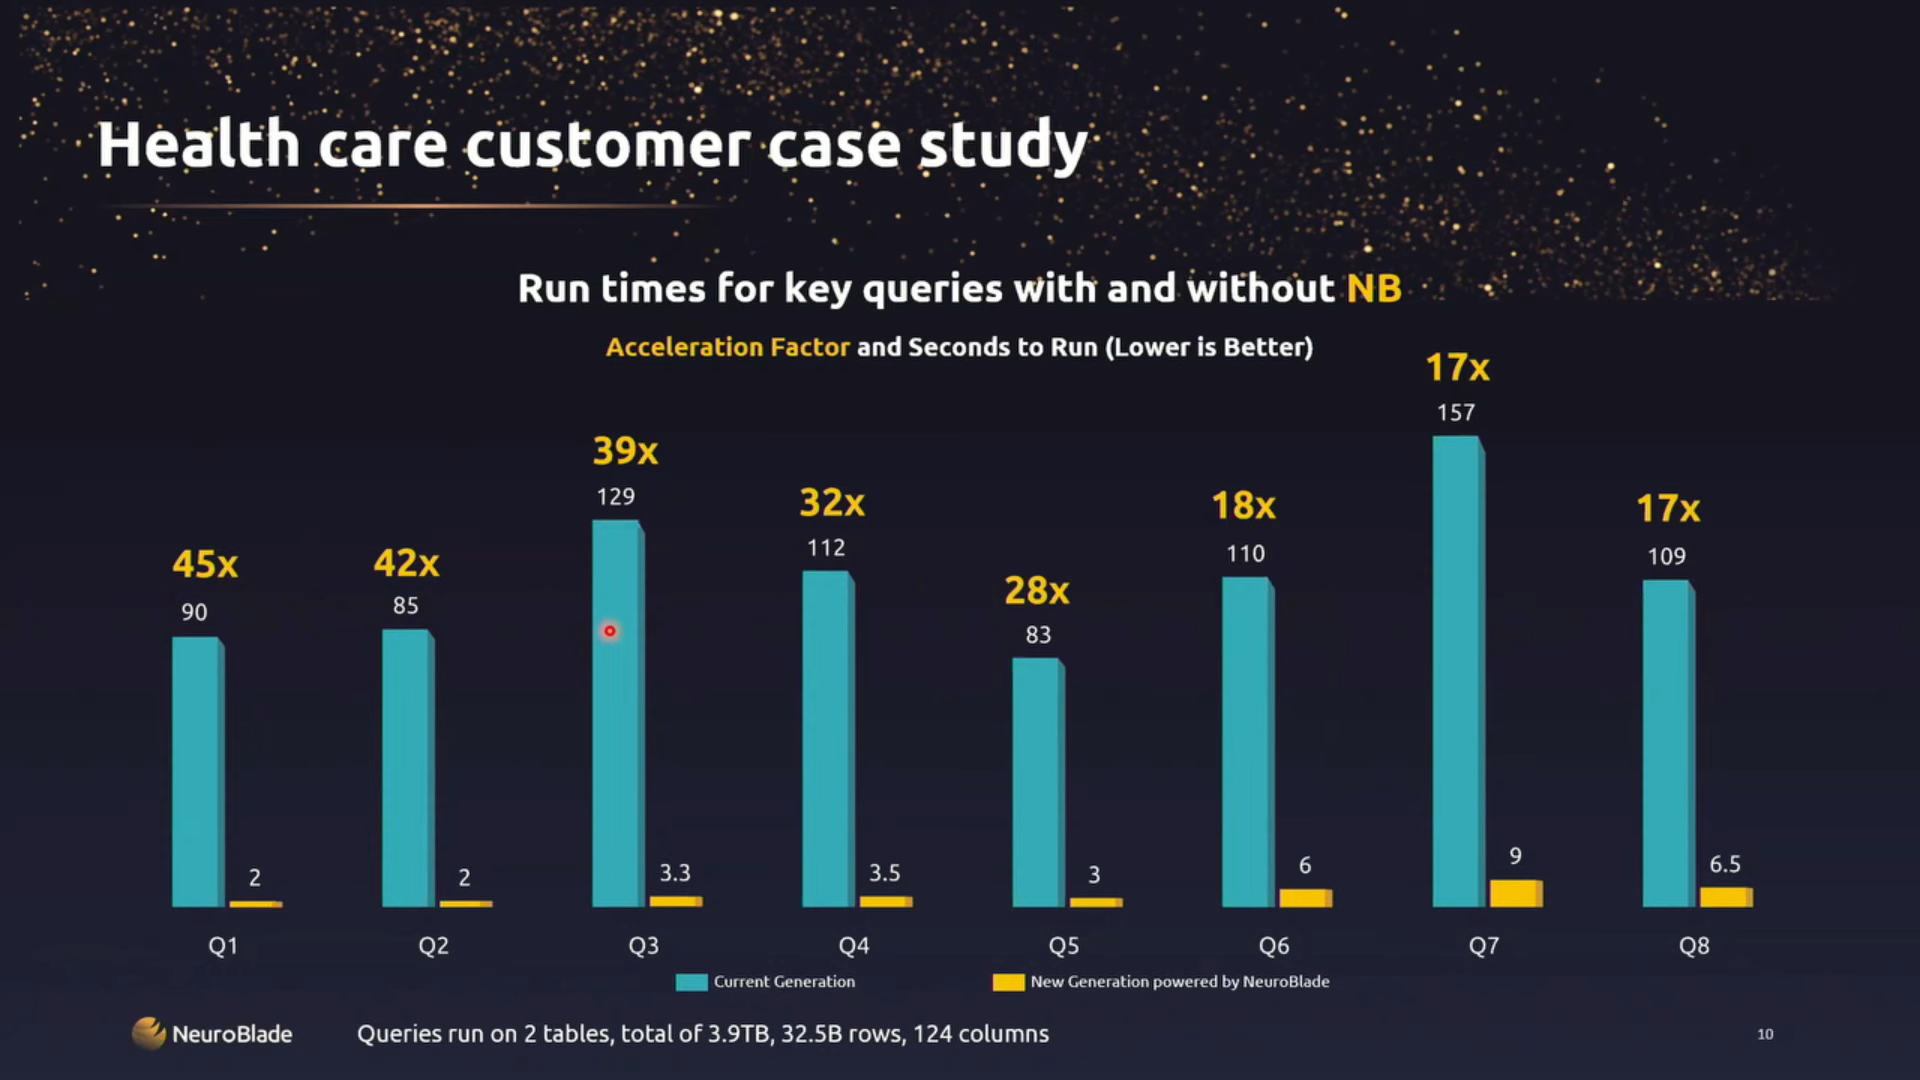 Health care customer case study
Run times for key queries with and without NB
Acceleration Factor and Seconds to Run (Lower is Better)
45x
90
2
42x
85
2
39x
129
3.3
32x
112
3.5
28x
83
3
18x
110
6
17x
157
9
17x
109
6.5
Q1 Q2 Q3 Q4 Q5 Q6 Q7 Q8
Current Generation New Generation powered by NeuroBlade
NeuroBlade Queries run on 2 tables, total of 3.9TB, 32.5B rows, 124 columns 10